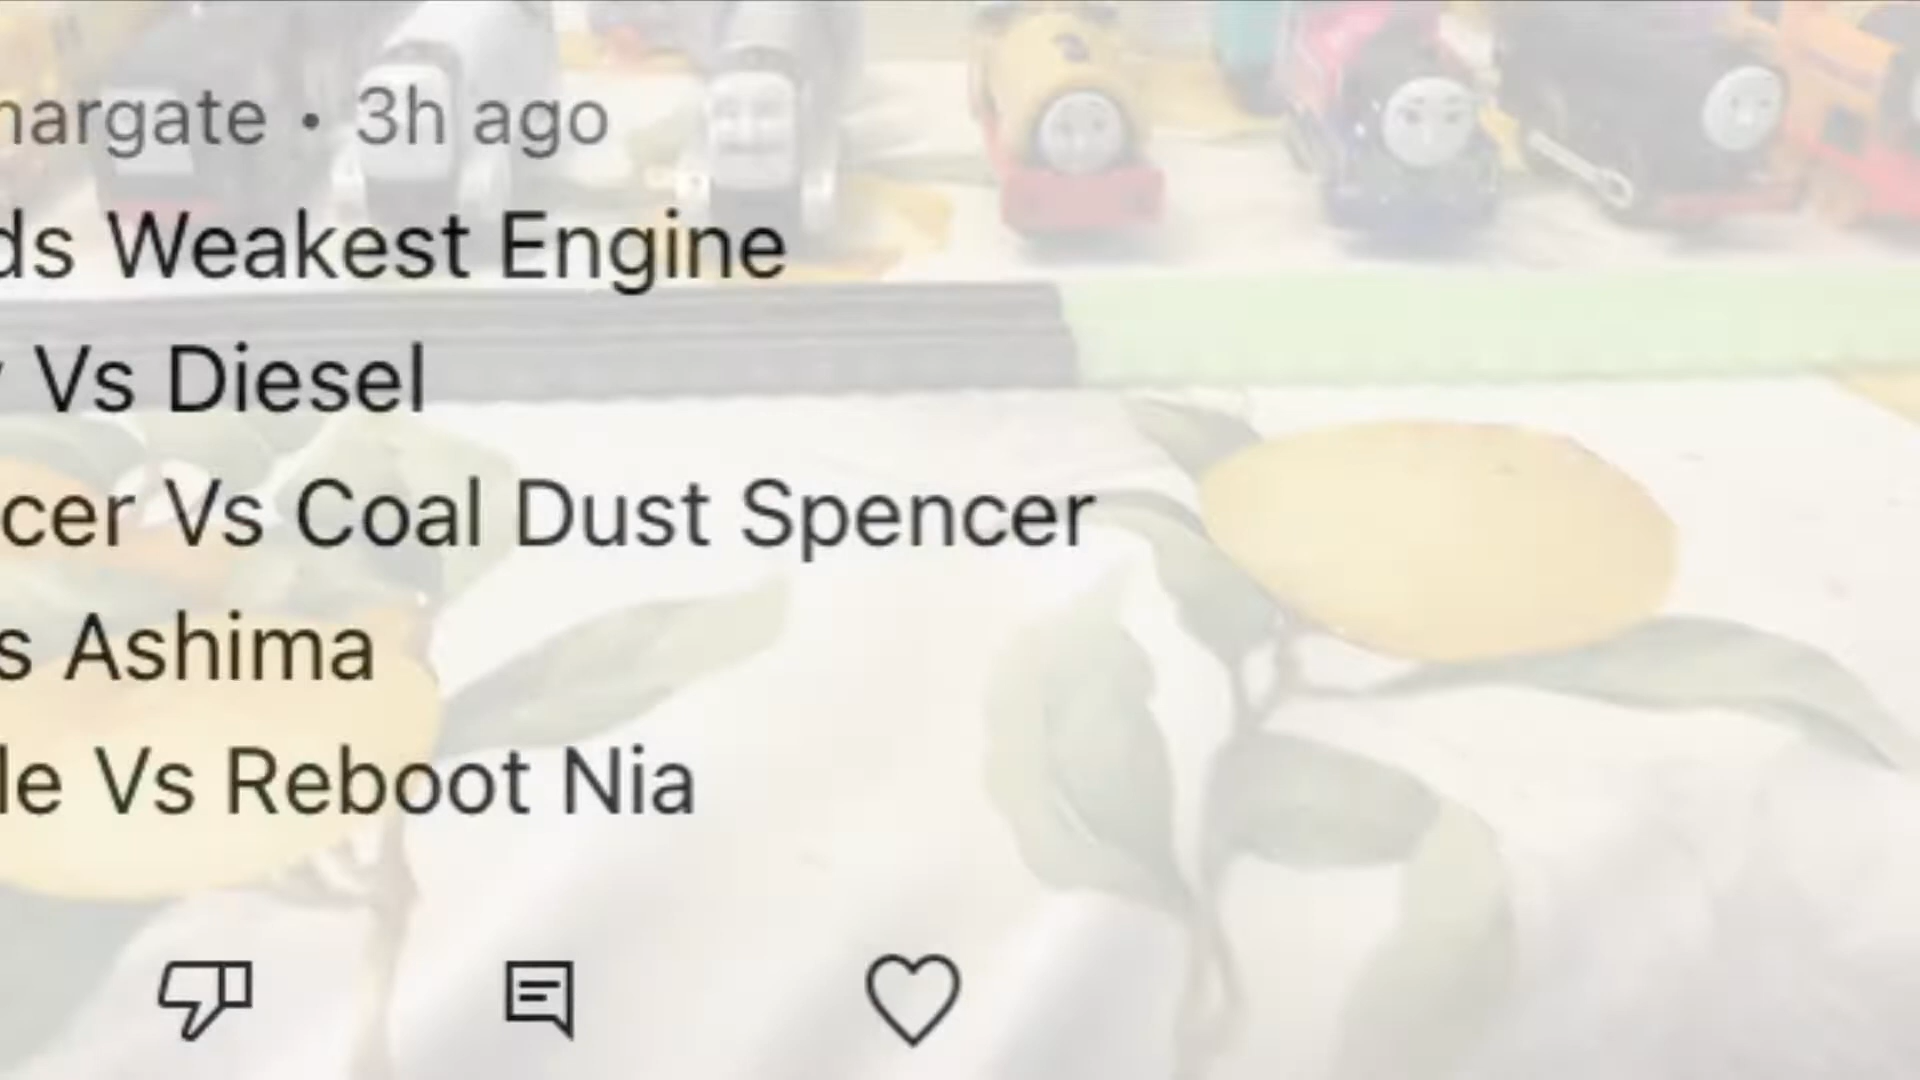 hargate • 3h ago
ds Weakest Engine
Vs Diesel
cer Vs Coal Dust Spencer
s Ashima
le Vs Reboot Nia